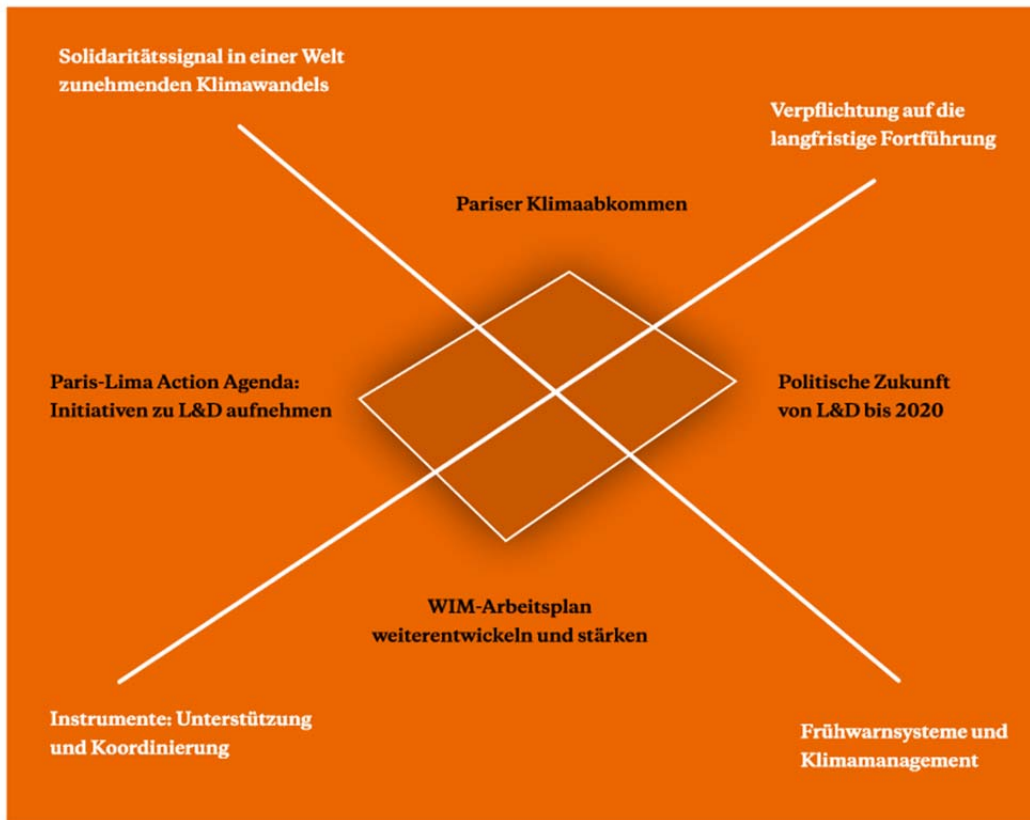 Solidaritätssignal in einer Welt
zunehmenden Klimawandels
Verpflichtung auf die
langfristige Fortführung
Pariser Klimaabkommen
Paris-Lima Action Agenda:
Initiativen zu L&D aufnehmen
Politische Zukunft
von L&D bis 2020
WIM-Arbeitsplan
weiterentwickeln und stärken
Instrumente: Unterstützung
und Koordinierung
Frühwarnsysteme und
Klimamanagement